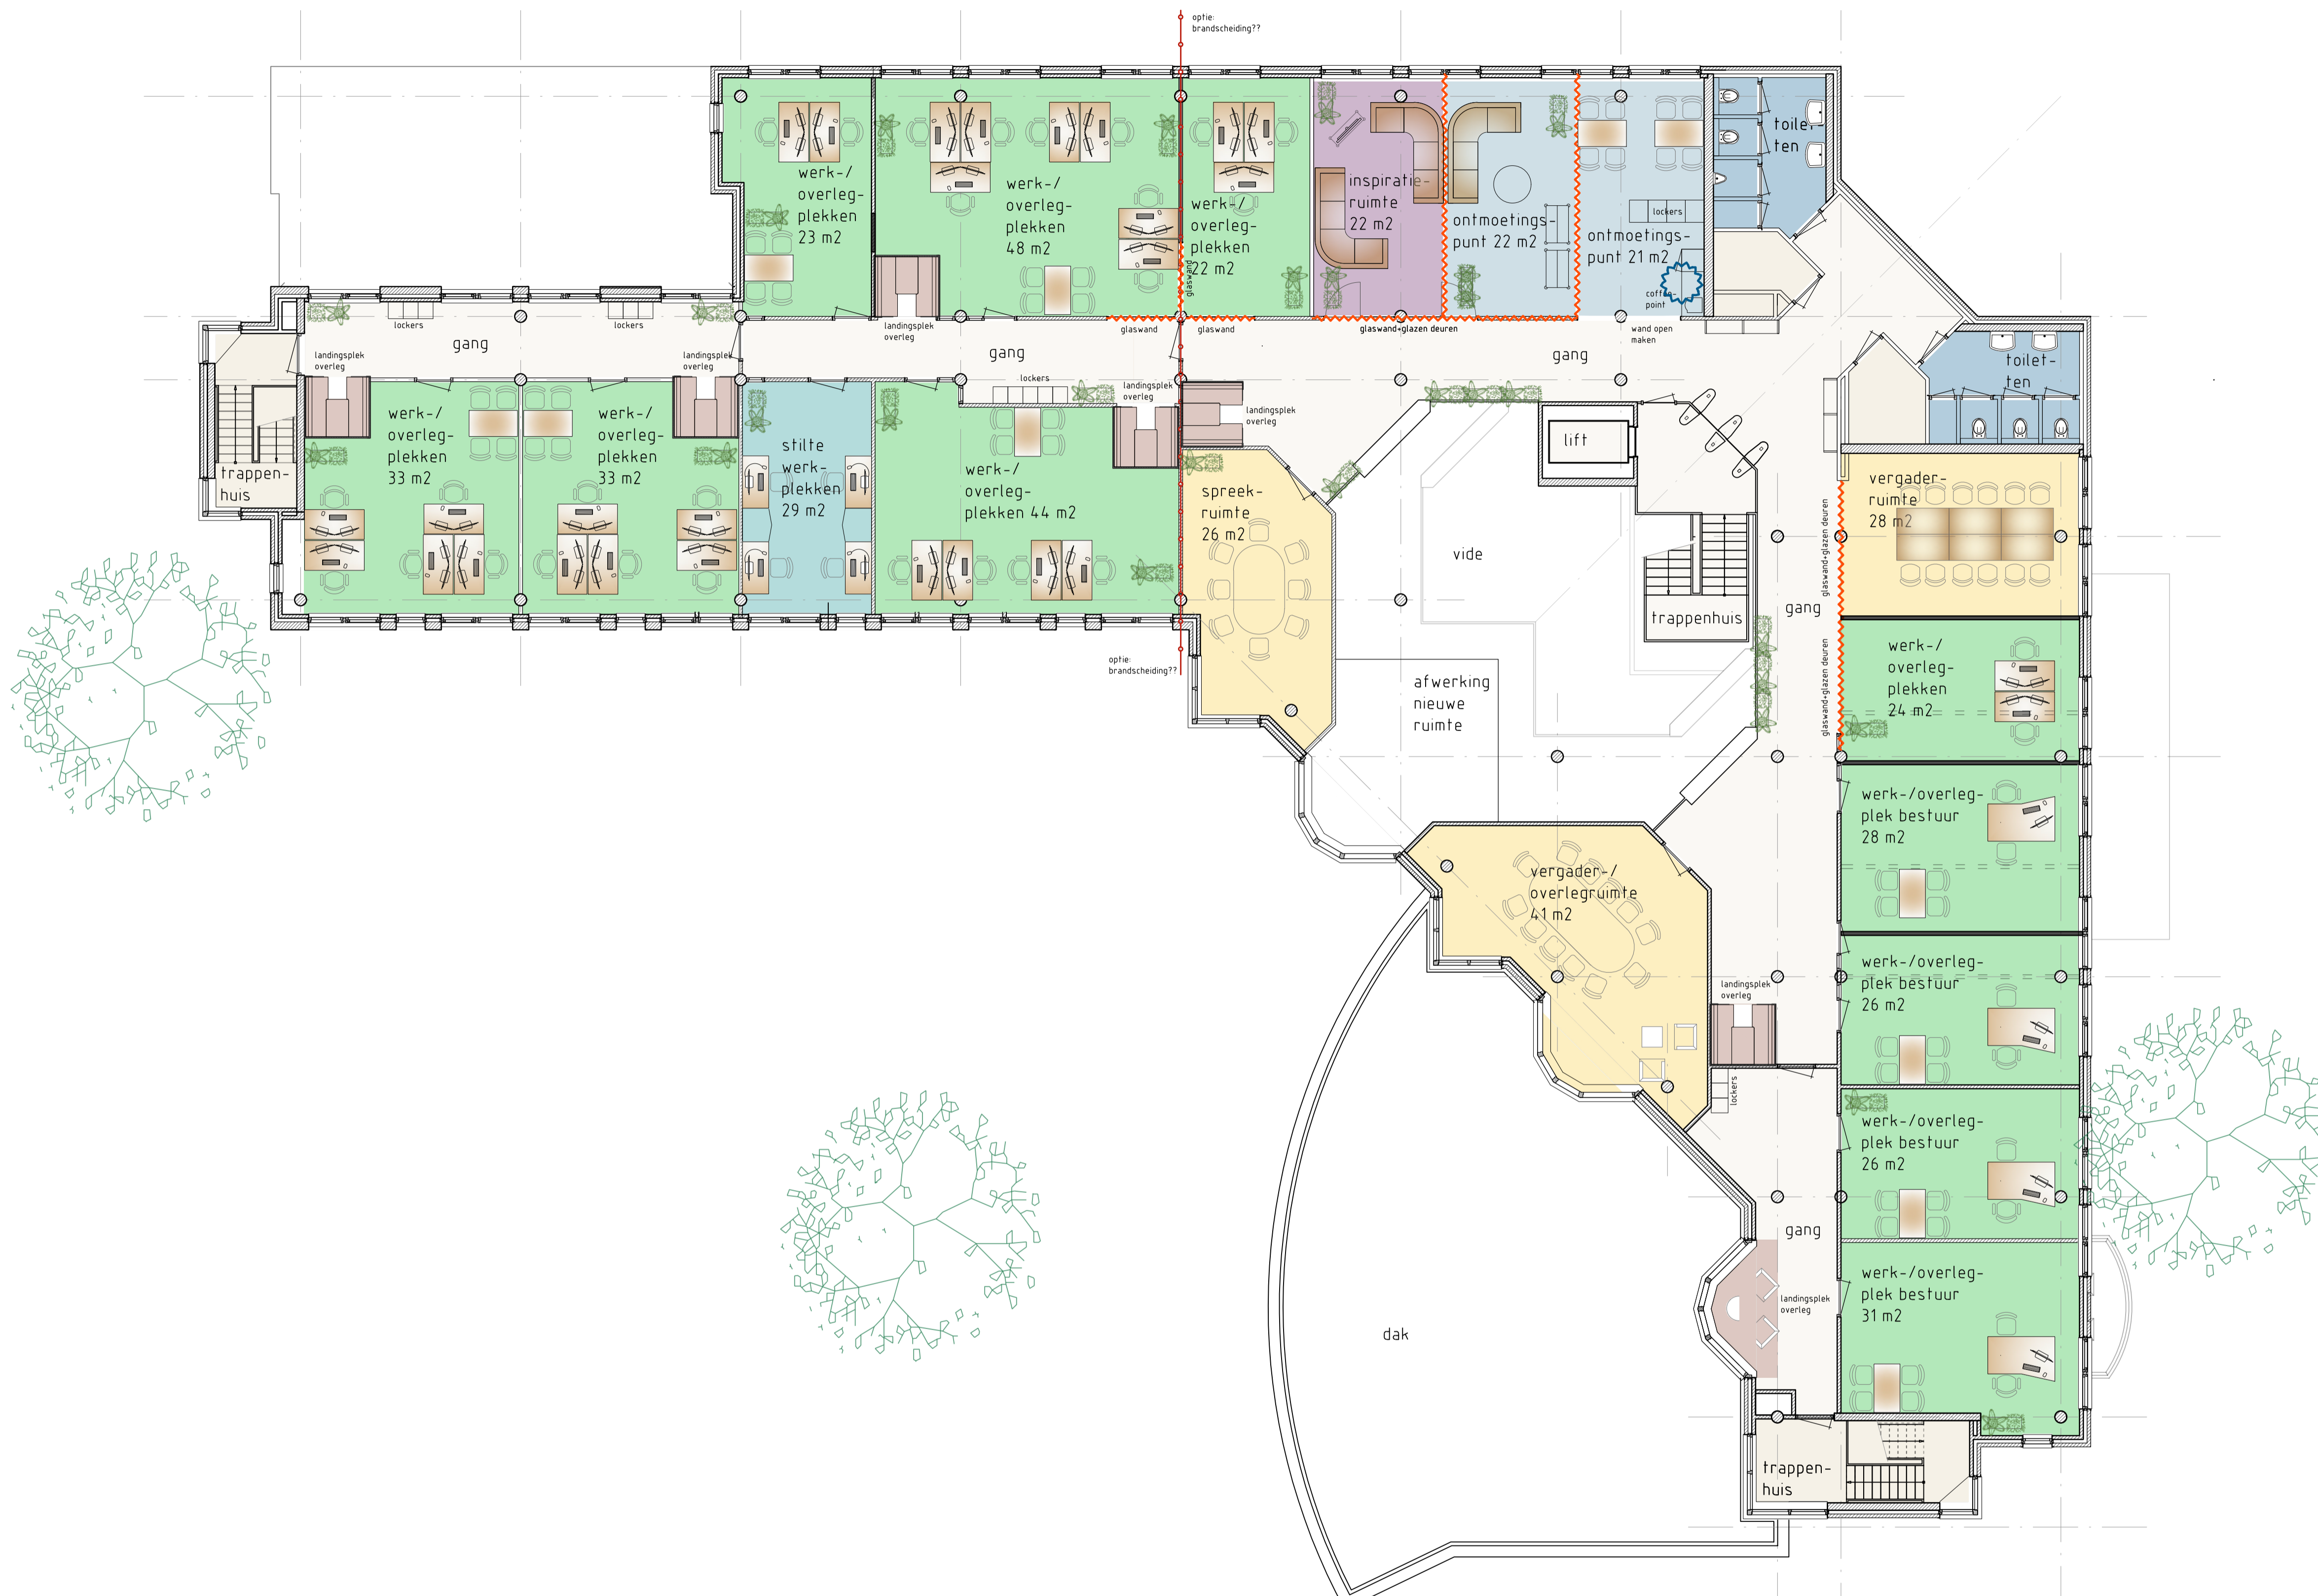 optie:
brandscheiding??
werk-/
overleg-
plekken
23 m2
werk-/
overleg-
plekken
48 m2
werk-/
overleg-
plekken
22 m2
glaswand
inspiratie-
ruimte
22 m2
ontmoetings-
punt 22 m2
lockers
ontmoetings-
punt 21 m2
coffee-
point
toilet-
ten
lockers
lockers
gang
landingsplek
overleg
landingsplek
overleg
landingsplek
overleg
gang
glaswand
glaswand
glaswand+glazen deuren
wand open
maken
gang
toilet-
ten
trappen-
huis
werk-/
overleg-
plekken
33 m2
werk-/
overleg-
plekken
33 m2
stilte
werk-
plekken
29 m2
lockers
landingsplek
overleg
werk-/
overleg-
plekken 44 m2
landingsplek
overleg
spreek-
ruimte
26 m2
lift
vide
trappenhuis
gang
glaswand+glazen deuren
vergader-
ruimte
28 m2
optie:
brandscheiding??
afwerking
nieuwe
ruimte
glaswand+glazen deuren
werk-/
overleg-
plekken
24 m2
werk-/overleg-
plek bestuur
28 m2
vergader-/
overlegruimte
41 m2
landingsplek
overleg
lockers
werk-/overleg-
plek bestuur
26 m2
werk-/overleg-
plek bestuur
26 m2
gang
landingsplek
overleg
werk-/overleg-
plek bestuur
31 m2
dak
trappen-
huis